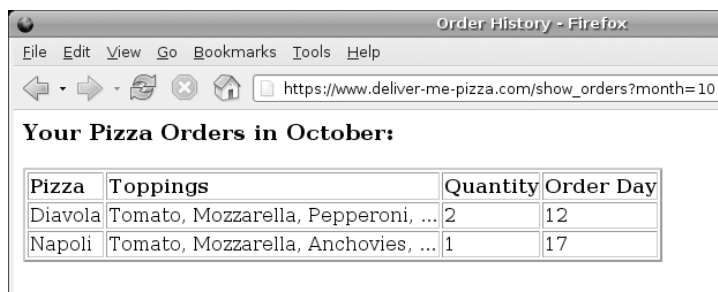 Order History - Firefox
File Edit View Go Bookmarks Tools Help
https://www.deliver-me-pizza.com/show_orders?month=10
Your Pizza Orders in October:
Pizza Toppings Quantity Order Day
Diavola Tomato, Mozzarella, Pepperoni, ... 2 12
Napoli Tomato, Mozzarella, Anchovies, ... 1 17